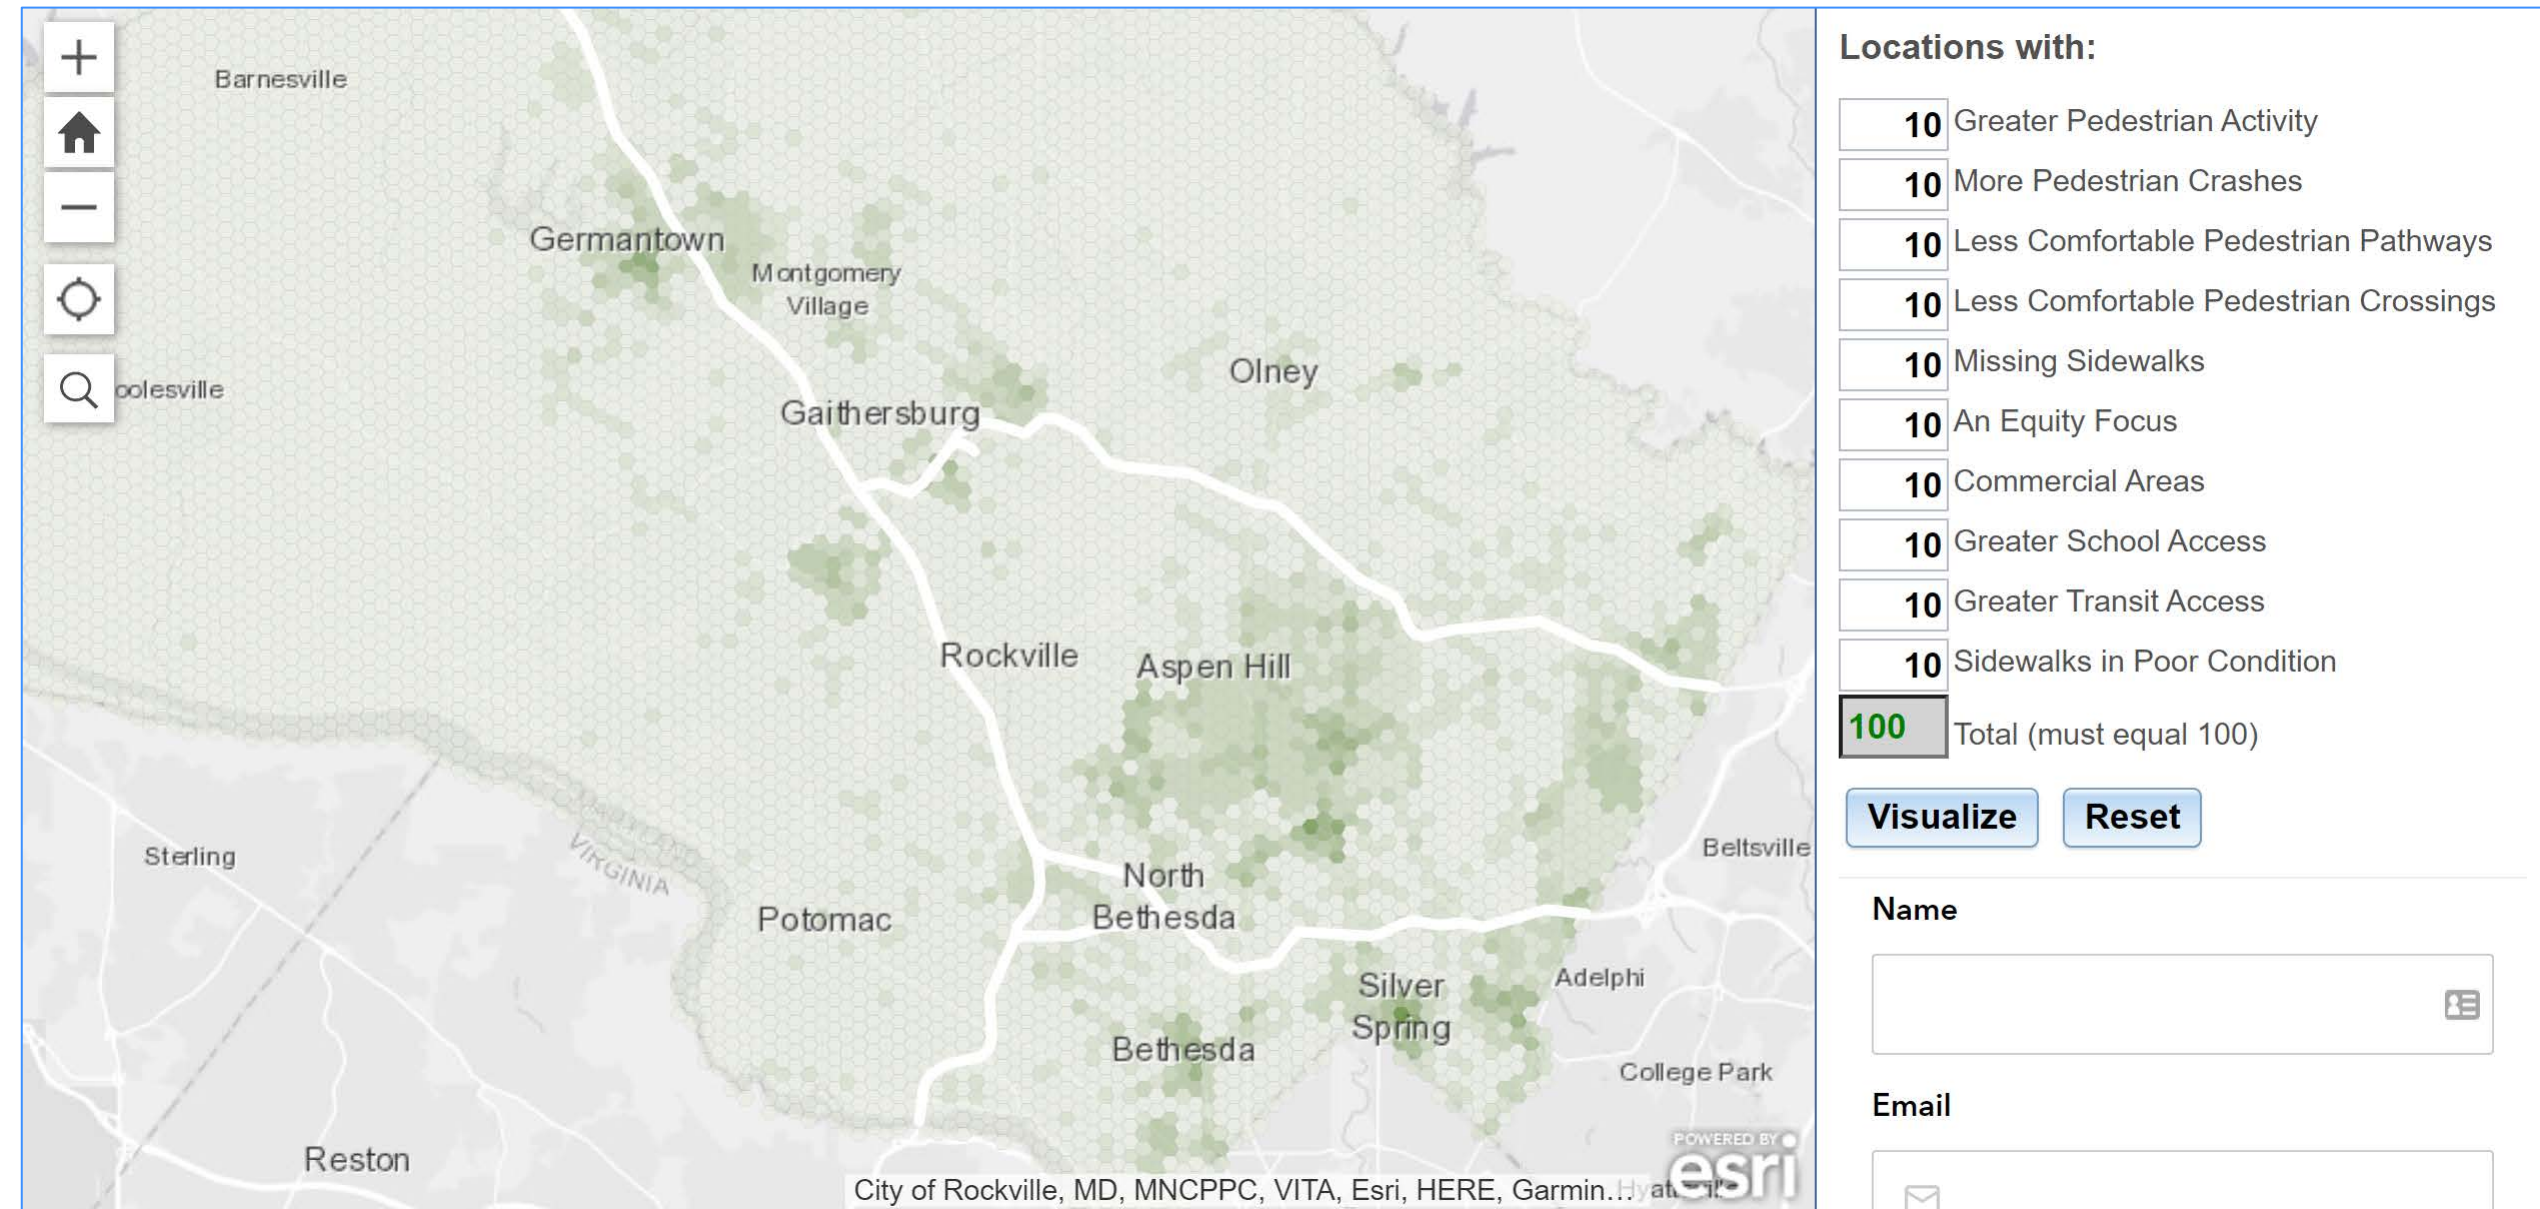 Barnesville
Germantown
Montgomery
Village
oolesville
Olney
Gaithersburg
Rockville
Aspen Hill
Sterling
VIRGINIA
Potomac
North
Bethesda
Beltsville
Silver
Spring
Adelphi
Bethesda
College Park
Reston
POWERED BY
esri
City of Rockville, MD, MNCPPC, VITA, Esri, HERE, Garmin...
Locations with:
10 Greater Pedestrian Activity
10 More Pedestrian Crashes
10 Less Comfortable Pedestrian Pathways
10 Less Comfortable Pedestrian Crossings
10 Missing Sidewalks
10 An Equity Focus
10 Commercial Areas
10 Greater School Access
10 Greater Transit Access
10 Sidewalks in Poor Condition
100 Total (must equal 100)
Visualize Reset
Name
Email